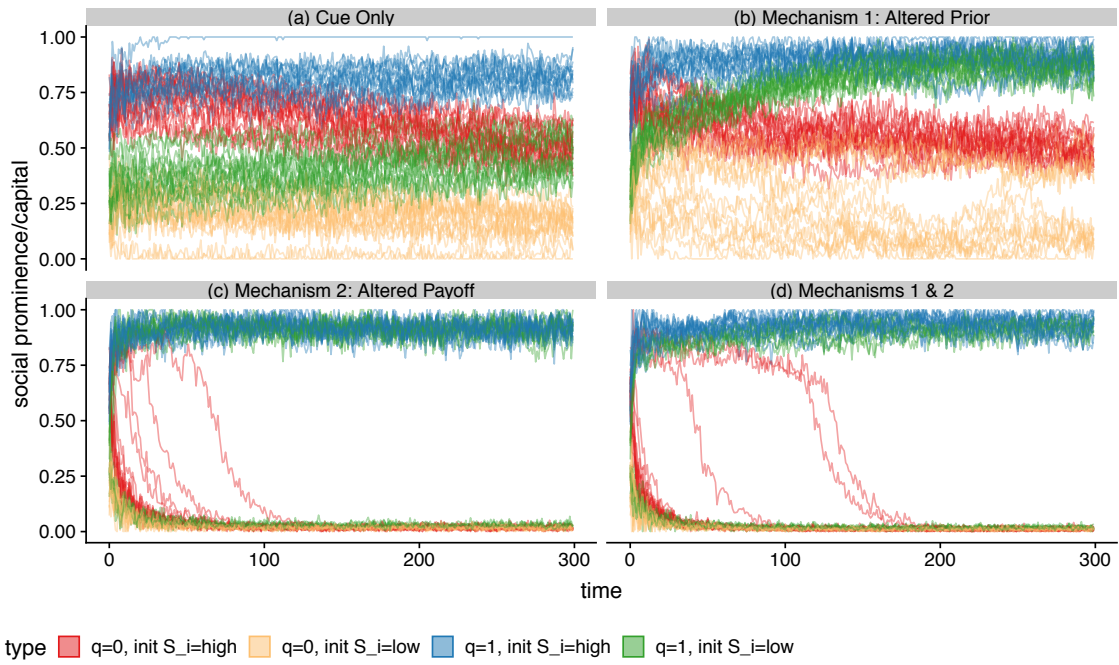 (a) Cue Only
(b) Mechanism 1: Altered Prior
1.00
0.75
0.50
0.25
0.00
(c) Mechanism 2: Altered Payoff
(d) Mechanisms 1 & 2
1.00
0.75
0.50
0.25
0.00
social prominence/capital
0 100 200 300 0 100 200 300
time
type q=0, init S_i=high q=0, init S_i=low q=1, init S_i=high q=1, init S_i=low